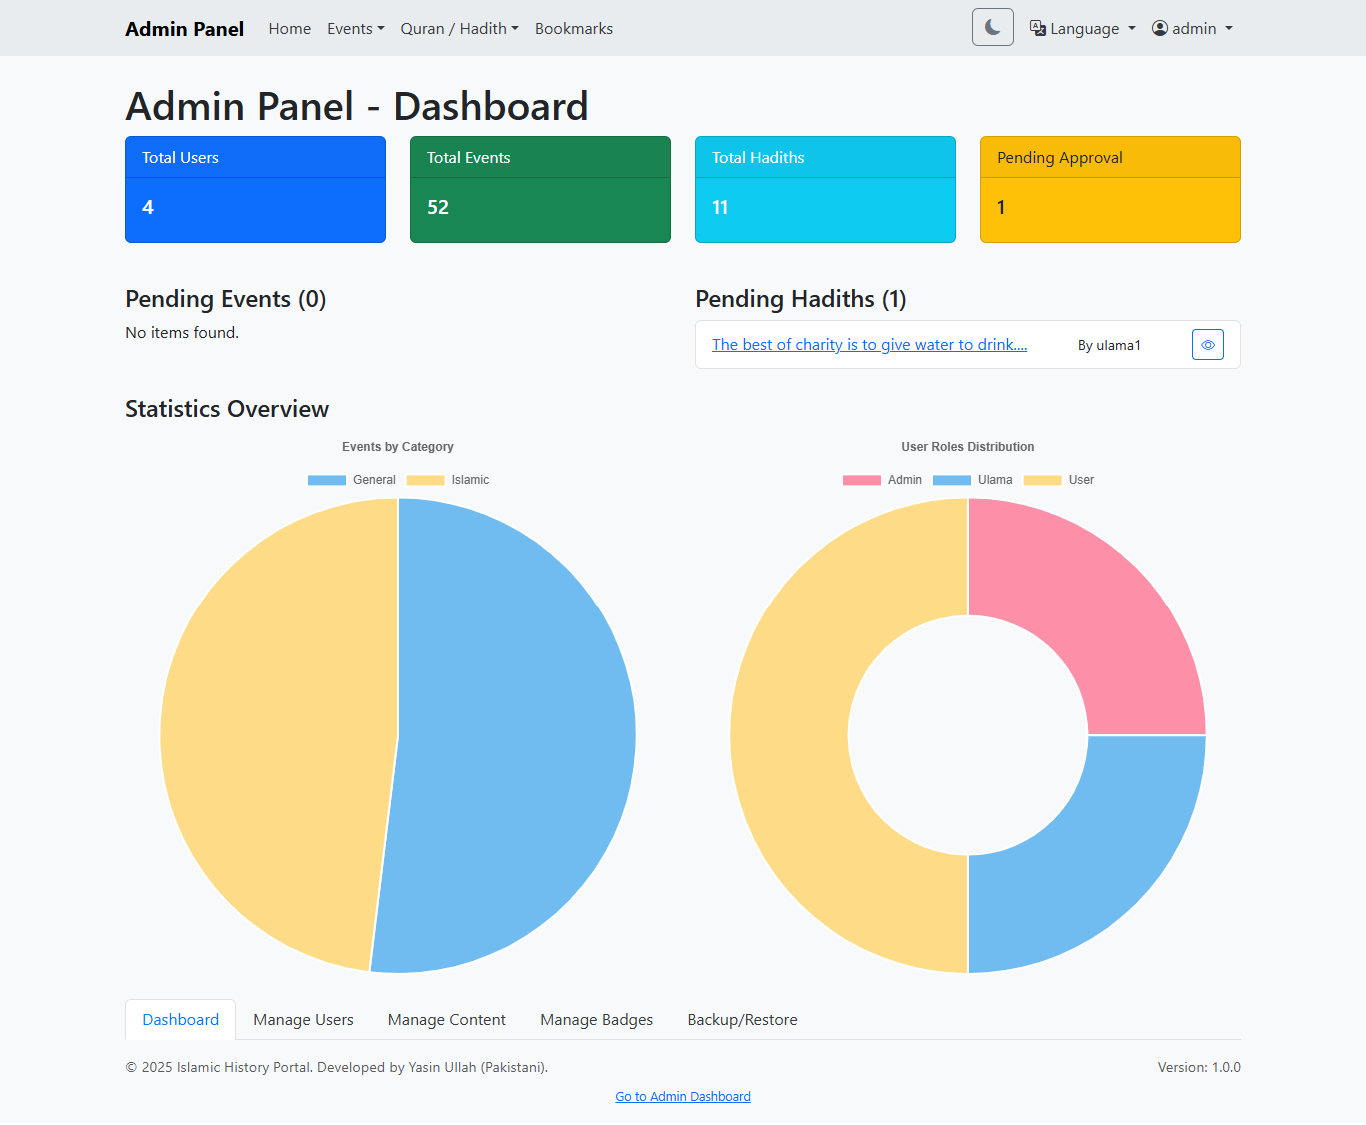 Admin Panel Home Events Quran / Hadith Bookmarks Language admin
Admin Panel - Dashboard
Total Users Total Events Total Hadiths Pending Approval
4 52 11 1
Pending Events (0)
No items found.
Pending Hadiths (1)
The best of charity is to give water to drink.... By ulama1
Statistics Overview
Events by Category
General Islamic
User Roles Distribution
Admin Ulama User
Dashboard Manage Users Manage Content Manage Badges Backup/Restore
© 2025 Islamic History Portal. Developed by Yasin Ullah (Pakistani). Version: 1.0.0
Go to Admin Dashboard